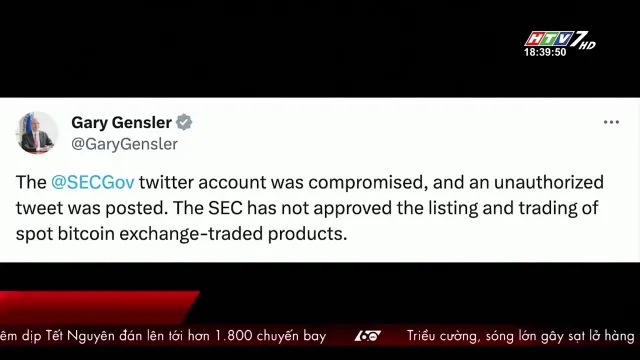 HTV7 HD
18:39:50
Gary Gensler
@GaryGensler
The @SECGov twitter account was compromised, and an unauthorized
tweet was posted. The SEC has not approved the listing and trading of
spot bitcoin exchange-traded products.
êm dịp Tết Nguyên đán lên tới hơn 1.800 chuyến bay 60 Triều cường, sóng lớn gây sạt lở hàng